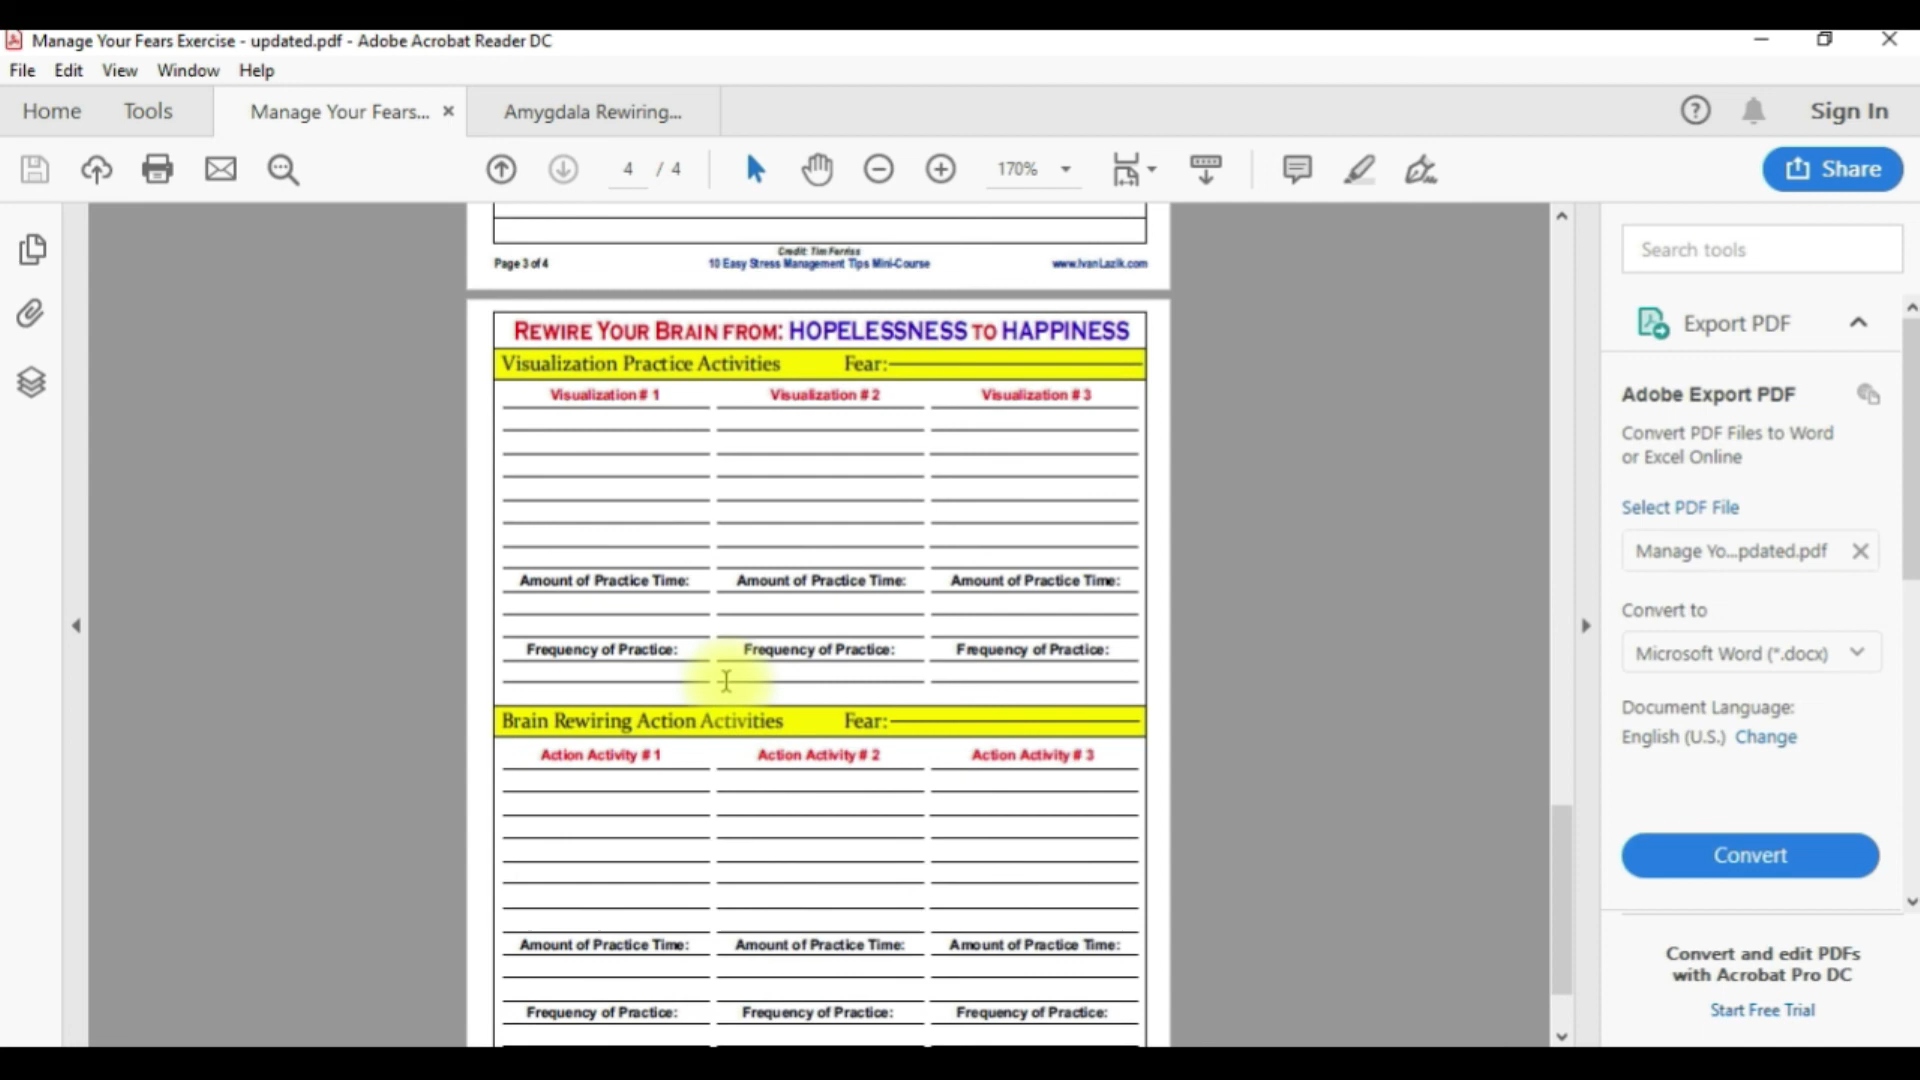 Manage Your Fears Exercise - updated.pdf - Adobe Acrobat Reader DC
File Edit View Window Help
Home Tools Manage Your Fears... Amygdala Rewiring... Sign In
4 / 4 170% Share
Search tools
Credit: Tim Ferriss
Page 3 of 4 10 Easy Stress Management Tips Mini-Course www.IvanLazik.com
REWIRE YOUR BRAIN FROM: HOPELESSNESS TO HAPPINESS
Visualization Practice Activities Fear:
Visualization # 1 Visualization # 2 Visualization # 3
Amount of Practice Time: Amount of Practice Time: Amount of Practice Time:
Frequency of Practice: Frequency of Practice: Frequency of Practice:
Brain Rewiring Action Activities Fear:
Action Activity # 1 Action Activity # 2 Action Activity # 3
Amount of Practice Time: Amount of Practice Time: Amount of Practice Time:
Frequency of Practice: Frequency of Practice: Frequency of Practice:
Export PDF
Adobe Export PDF
Convert PDF Files to Word
or Excel Online
Select PDF File
Manage Yo...pdated.pdf
Convert to
Microsoft Word (*.docx)
Document Language:
English (U.S.) Change
Convert
Convert and edit PDFs
with Acrobat Pro DC
Start Free Trial